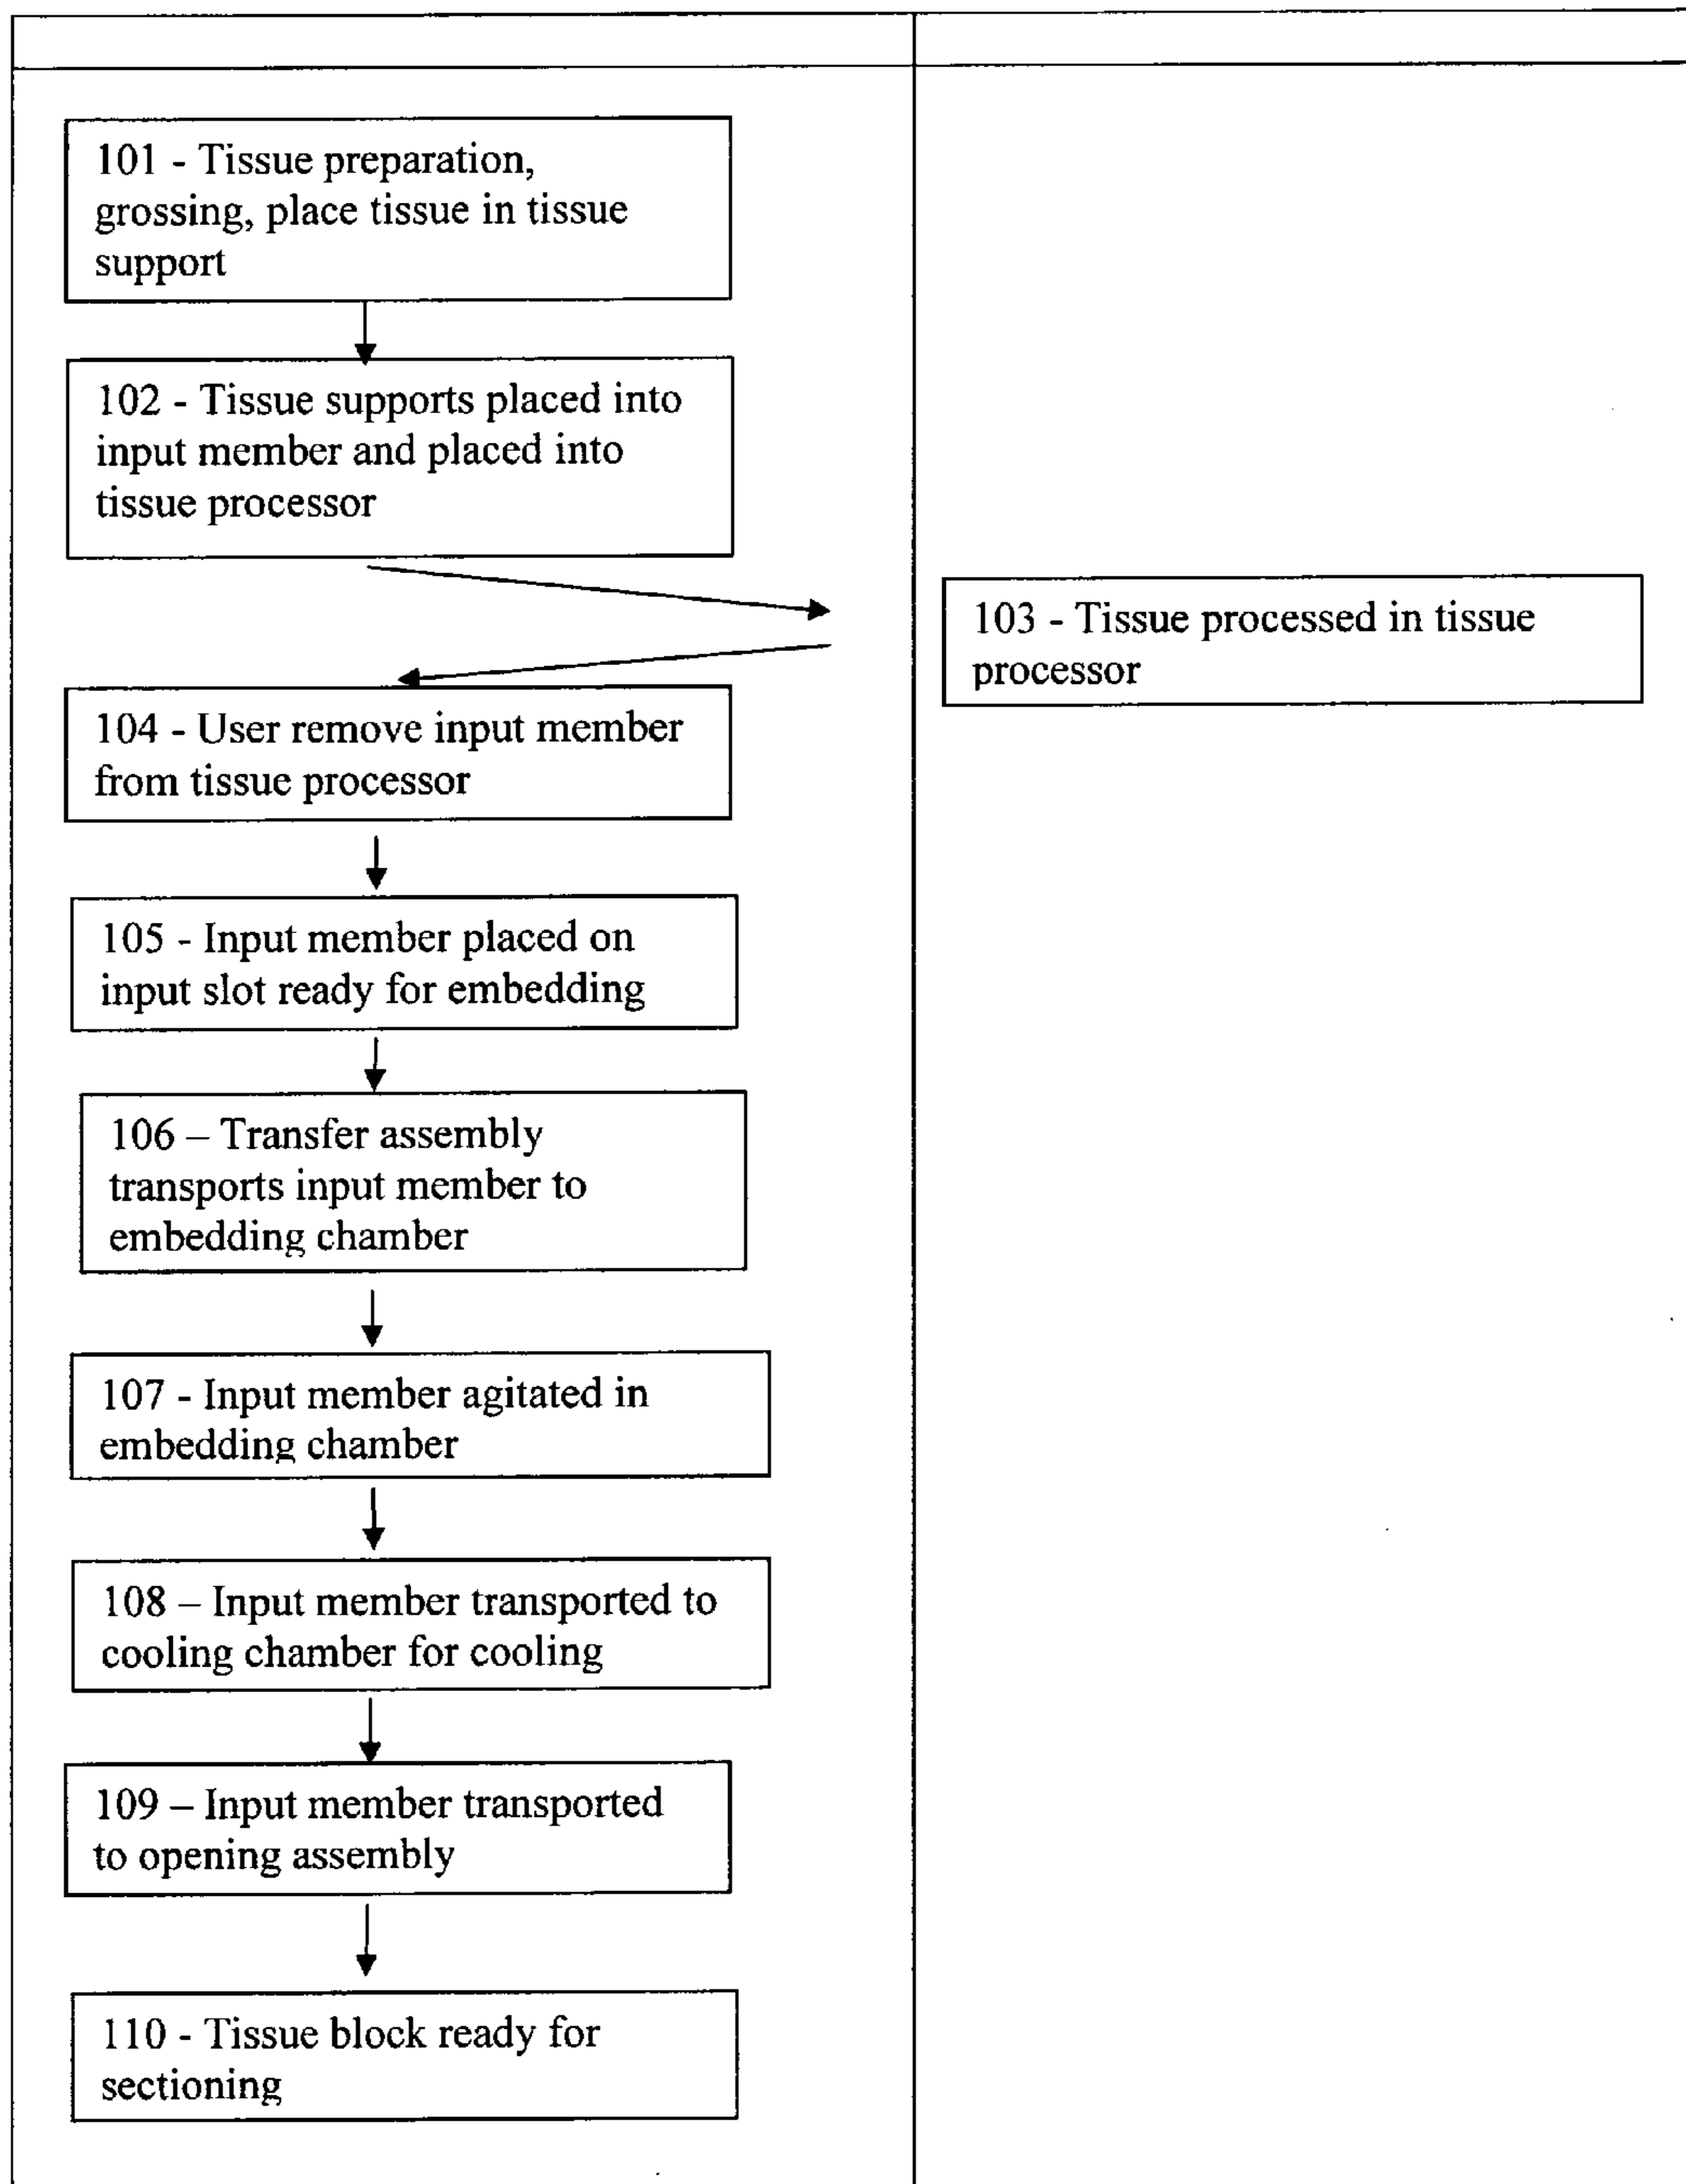 101 - Tissue preparation,
grossing, place tissue in tissue
support
102 - Tissue supports placed into
input member and placed into
tissue processor
103 - Tissue processed in tissue
processor
104 - User remove input member
from tissue processor
105 - Input member placed on
input slot ready for embedding
106 – Transfer assembly
transports input member to
embedding chamber
107 - Input member agitated in
embedding chamber
108 – Input member transported to
cooling chamber for cooling
109 – Input member transported
to opening assembly
110 - Tissue block ready for
sectioning